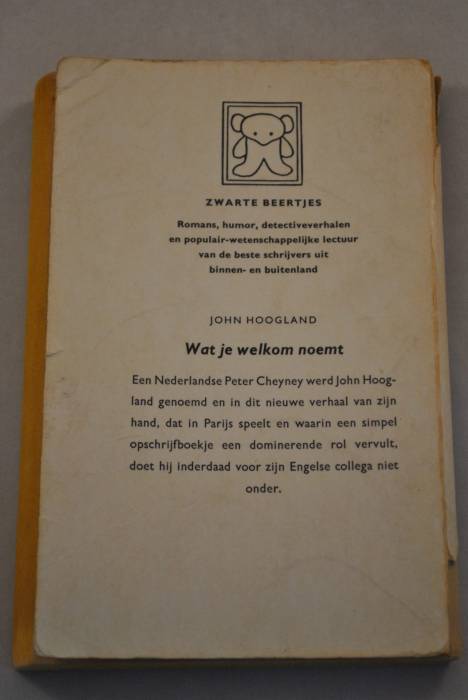 ZWARTE BEERTJES
Romans, humor, detectiveverhalen
en populair-wetenschappelijke lectuur
van de beste schrijvers uit
binnen- en buitenland
JOHN HOOGLAND
Wat je welkom noemt
Een Nederlandse Peter Cheyney werd John Hoog-
land genoemd en in dit nieuwe verhaal van zijn
hand, dat in Parijs speelt en waarin een simpel
opschrijfboekje een dominerende rol vervult,
doet hij inderdaad voor zijn Engelse collega niet
onder.